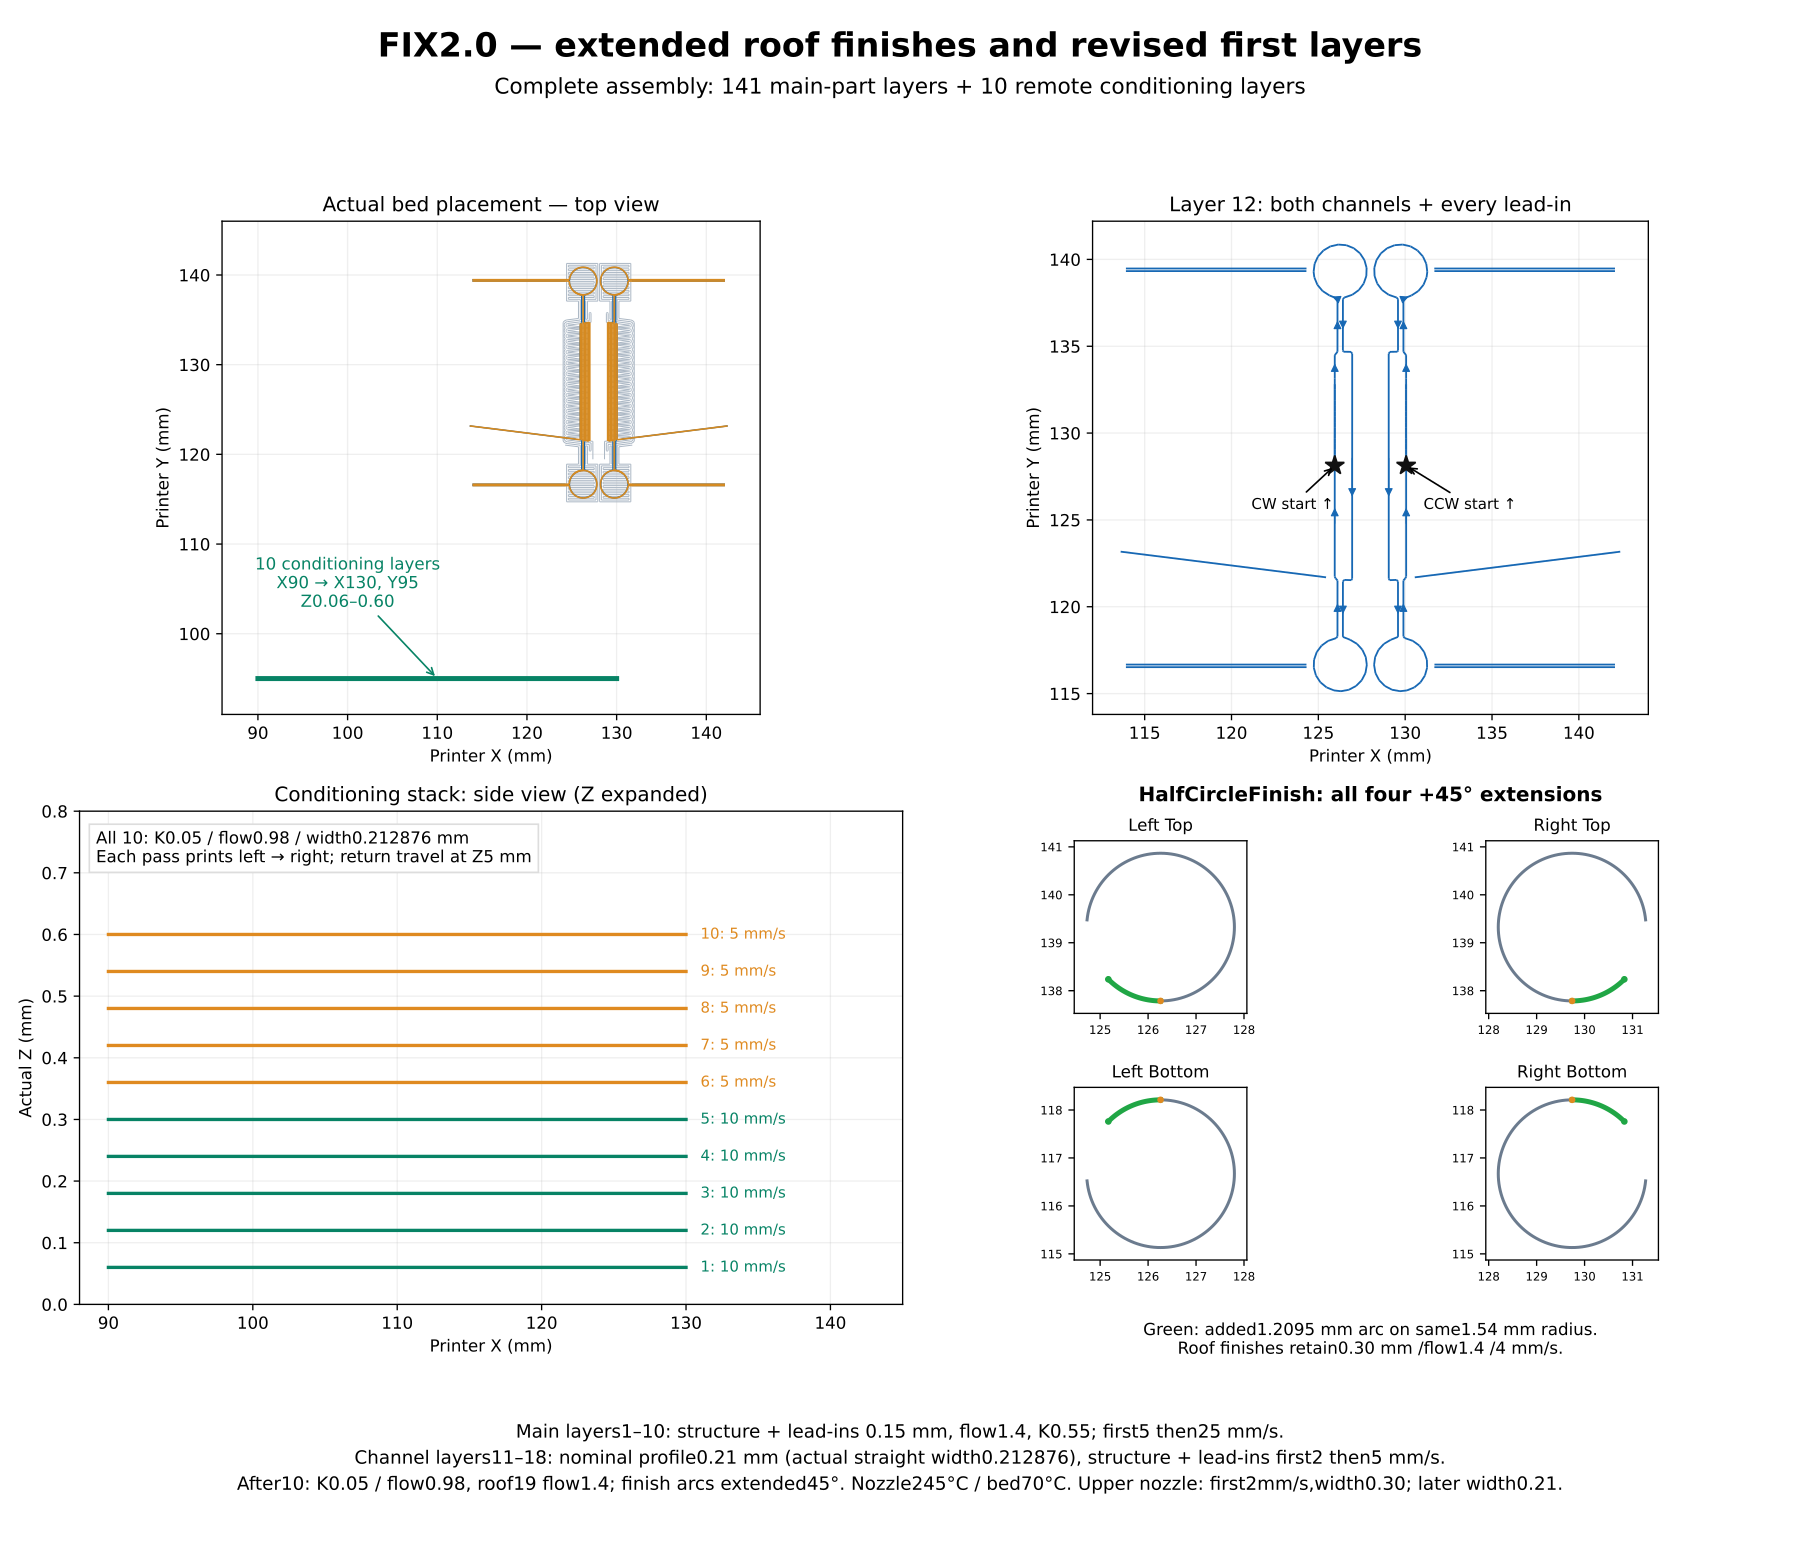 FIX2.0 — extended roof finishes and revised first layers
Complete assembly: 141 main-part layers + 10 remote conditioning layers
Actual bed placement — top view
140
130
120
110
100
Printer Y (mm)
10 conditioning layers
X90 → X130, Y95
Z0.06–0.60
90 100 110 120 130 140
Printer X (mm)
Layer 12: both channels + every lead-in
140
135
130
125
120
115
Printer Y (mm)
CW start ↑
CCW start ↑
115 120 125 130 135 140
Printer X (mm)
Conditioning stack: side view (Z expanded)
All 10: K0.05 / flow0.98 / width0.212876 mm
Each pass prints left → right; return travel at Z5 mm
0.8
0.7
0.6
0.5
0.4
0.3
0.2
0.1
0.0
Actual Z (mm)
10: 5 mm/s
9: 5 mm/s
8: 5 mm/s
7: 5 mm/s
6: 5 mm/s
5: 10 mm/s
4: 10 mm/s
3: 10 mm/s
2: 10 mm/s
1: 10 mm/s
90 100 110 120 130 140
Printer X (mm)
HalfCircleFinish: all four +45° extensions
Left Top
141
140
139
138
125 126 127 128
Right Top
128 129 130 131
Left Bottom
118
117
116
115
125 126 127 128
Right Bottom
128 129 130 131
Green: added1.2095 mm arc on same1.54 mm radius.
Roof finishes retain0.30 mm /flow1.4 /4 mm/s.
Main layers1–10: structure + lead-ins 0.15 mm, flow1.4, K0.55; first5 then25 mm/s.
Channel layers11–18: nominal profile0.21 mm (actual straight width0.212876), structure + lead-ins first2 then5 mm/s.
After10: K0.05 / flow0.98, roof19 flow1.4; finish arcs extended45°. Nozzle245°C / bed70°C. Upper nozzle: first2mm/s,width0.30; later width0.21.